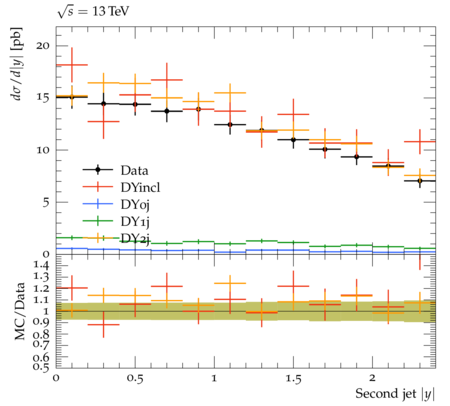 √s = 13 TeV
dσ/d|y| [pb]
20
15
10
5
0
Data
DYincl
DY0j
DY1j
DY2j
MC/Data
1.4
1.3
1.2
1.1
1
0.9
0.8
0.7
0.6
0.5
0 0.5 1 1.5 2
Second jet |y|